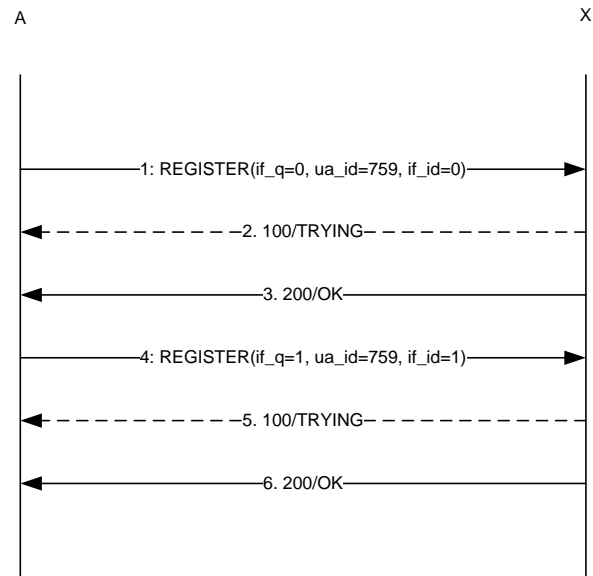 A
X
1: REGISTER(if_q=0, ua_id=759, if_id=0)
2. 100/TRYING
3. 200/OK
4: REGISTER(if_q=1, ua_id=759, if_id=1)
5. 100/TRYING
6. 200/OK